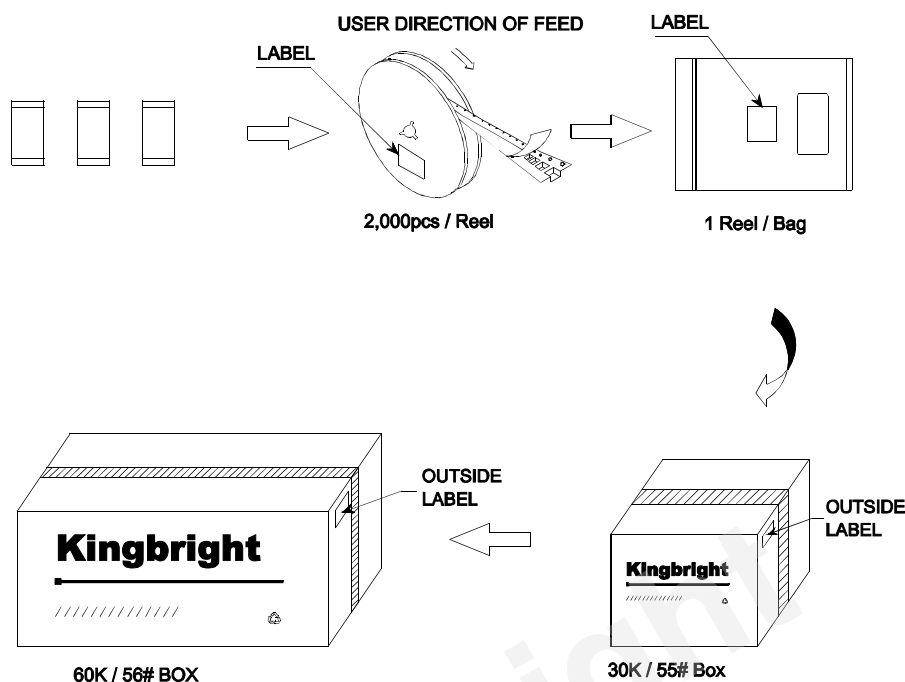 USER DIRECTION OF FEED
LABEL
LABEL
2,000pcs / Reel
1 Reel / Bag
OUTSIDE
LABEL
OUTSIDE
LABEL
Kingbright
Kingbright
60K / 56# BOX
30K / 55# Box
right